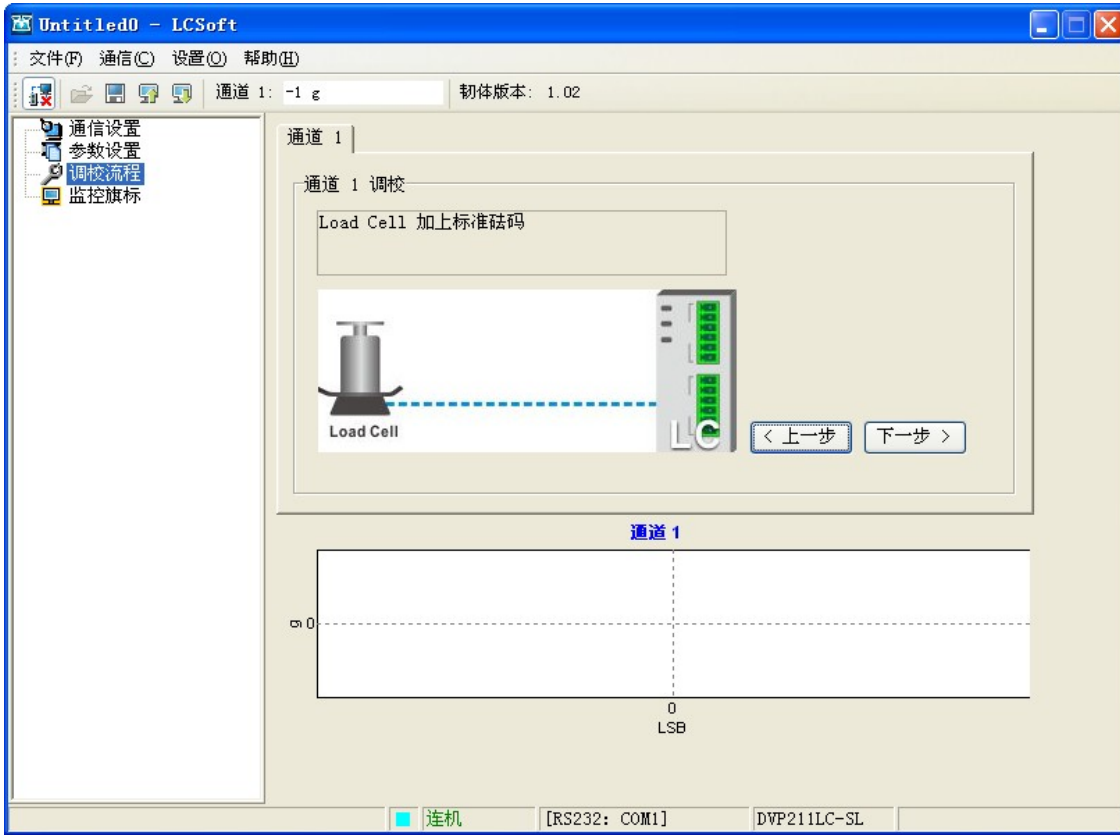 Untitled0 - LCSoft
文件(F) 通信(C) 设置(O) 帮助(H)
通道 1: -1 g 韧体版本: 1.02
通信设置
参数设置
调校流程
监控旗标
通道 1
通道 1 调校
Load Cell 加上标准砝码
Load Cell
LC
< 上一步 下一步 >
通道 1
g 0
0
LSB
连机 [RS232: COM1] DVP211LC-SL